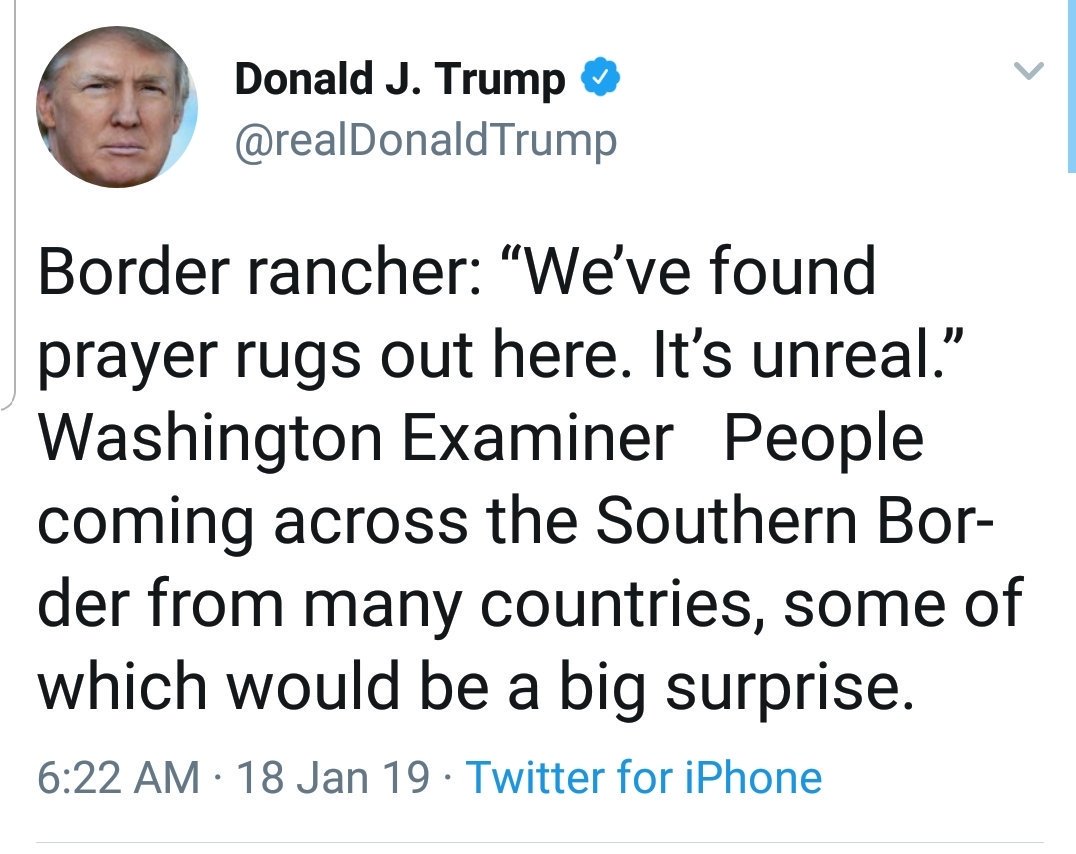 Donald J. Trump
@realDonaldTrump
Border rancher: “We’ve found
prayer rugs out here. It’s unreal.”
Washington Examiner   People
coming across the Southern Bor-
der from many countries, some of
which would be a big surprise.
6:22 AM · 18 Jan 19 · Twitter for iPhone